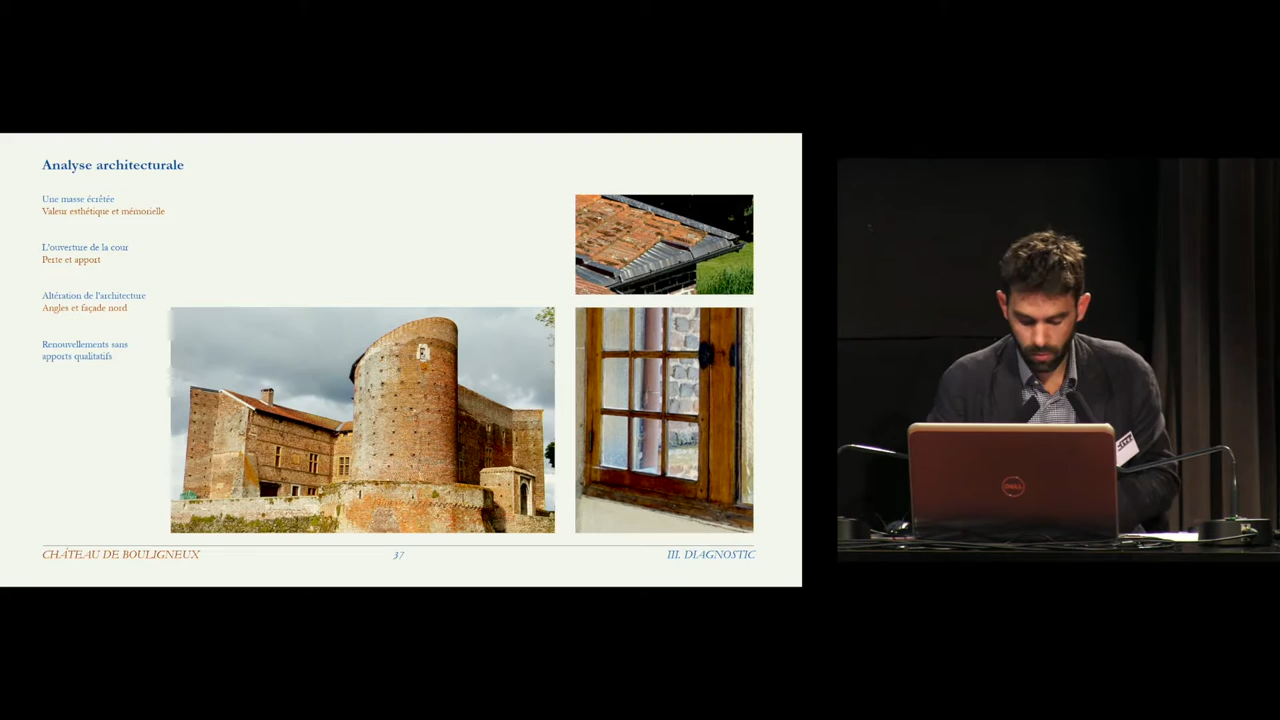 Analyse architecturale
Une masse écrêtée
Valeur esthétique et mémorielle
L'ouverture de la cour
Perte et apport
Altération de l'architecture
Angles et façade nord
Renouvellements sans
apports qualitatifs
CHÂTEAU DE BOULIGNEUX
37
III. DIAGNOSTIC
DELL